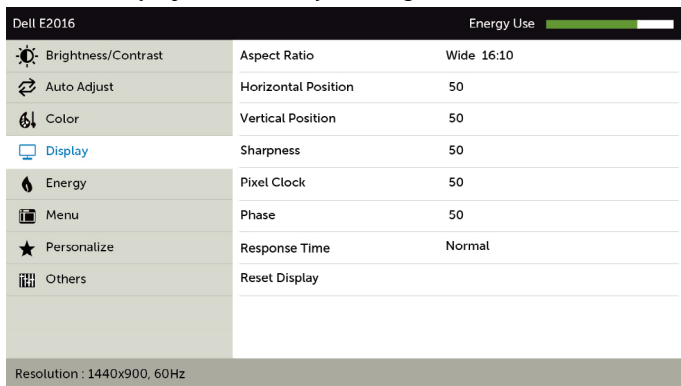 Dell E2016 Energy Use
Brightness/Contrast Aspect Ratio Wide 16:10
Auto Adjust Horizontal Position 50
Color Vertical Position 50
Display Sharpness 50
Energy Pixel Clock 50
Menu Phase 50
Personalize Response Time Normal
Others Reset Display
Resolution : 1440x900, 60Hz